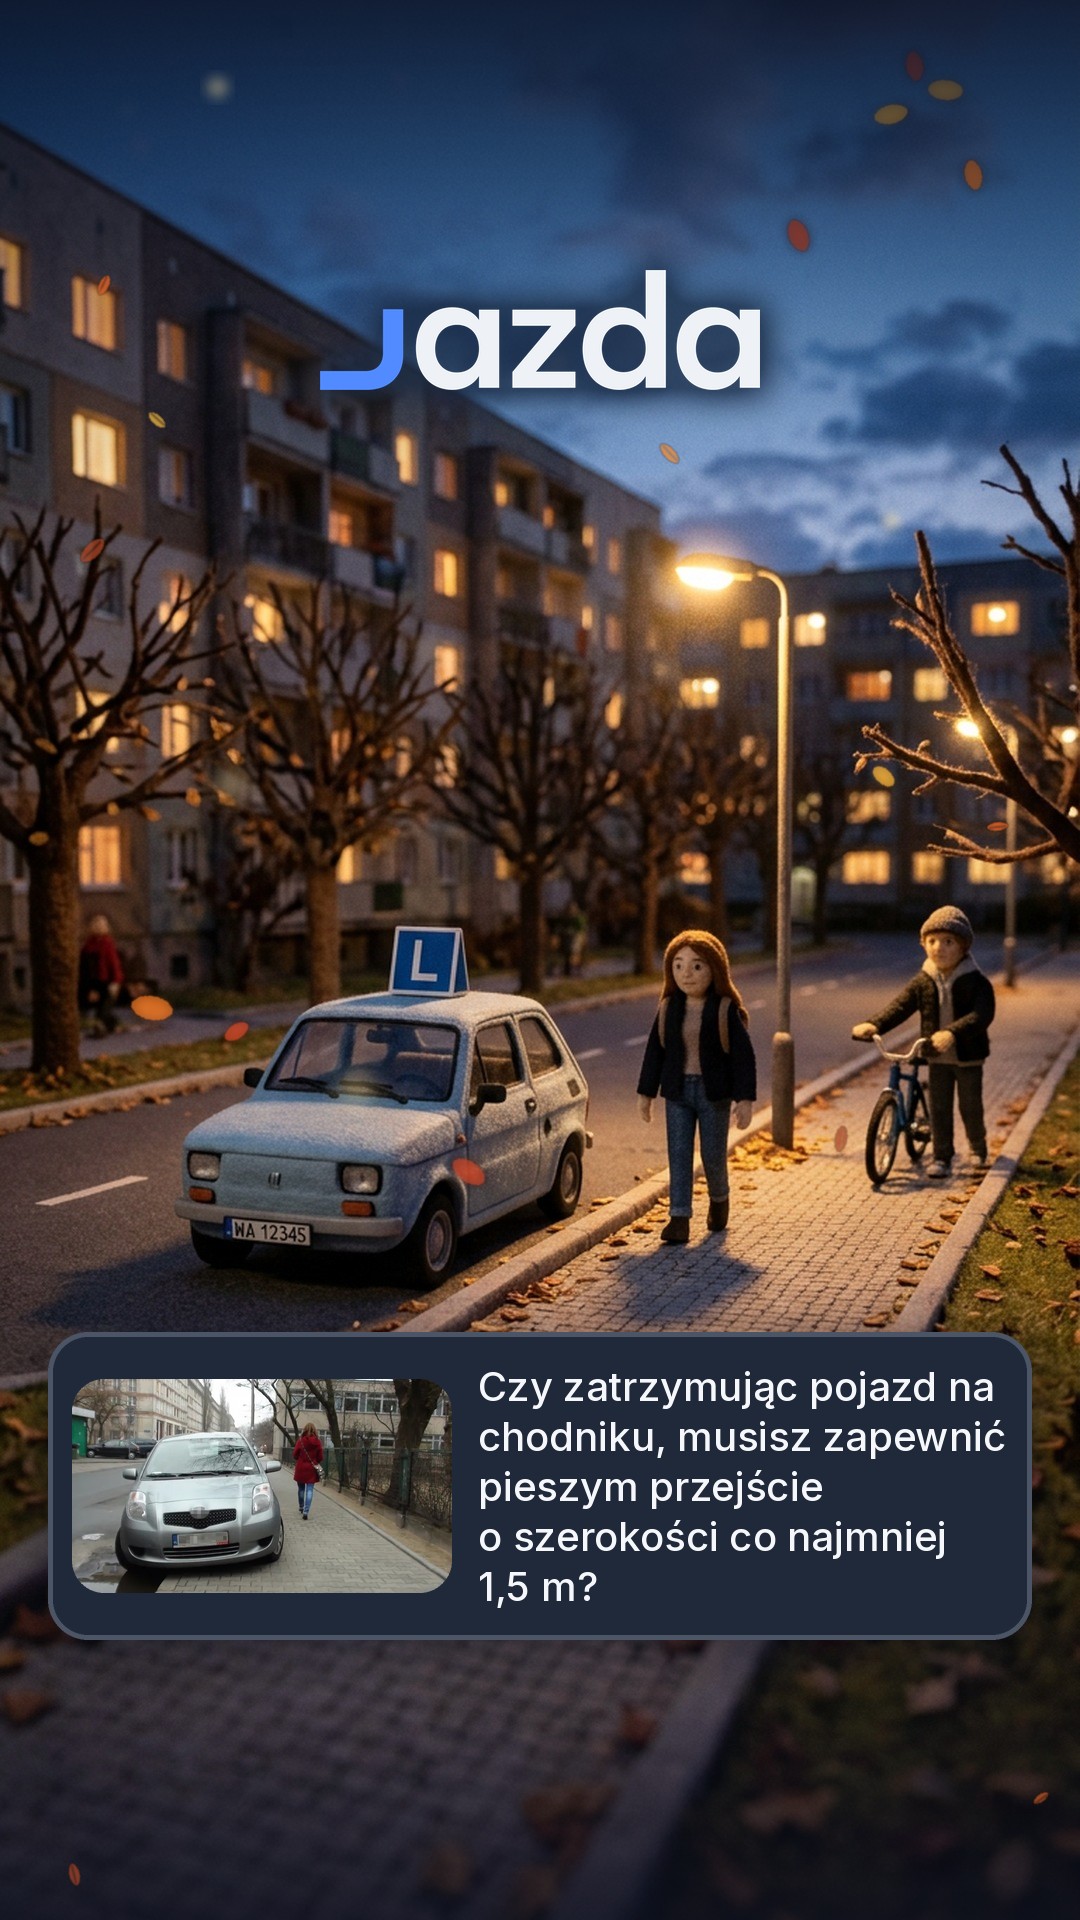 Jazda
L
WA 12345
Czy zatrzymując pojazd na
chodniku, musisz zapewnić
pieszym przejście
o szerokości co najmniej
1,5 m?